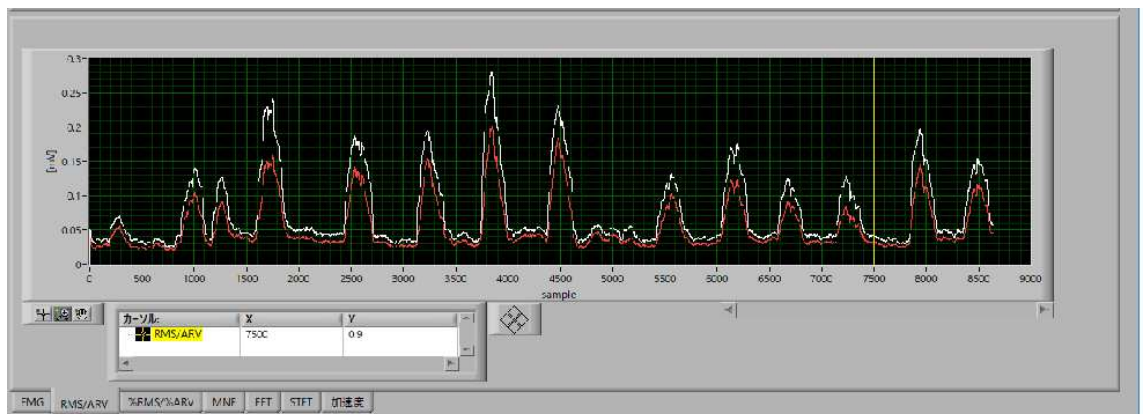 0.3
0.25
0.2
0.15
0.1
0.05
0
[mV]
0 500 1000 1500 2000 2500 3000 3500 4000 4500 5000 5500 6000 6500 7000 7500 8000 8500 9000
sample
カーソル: X Y
RMS/ARV 7500 0.9
EMG RMS/ARV %RMS/%ARV MNF FFT STFT 加速度